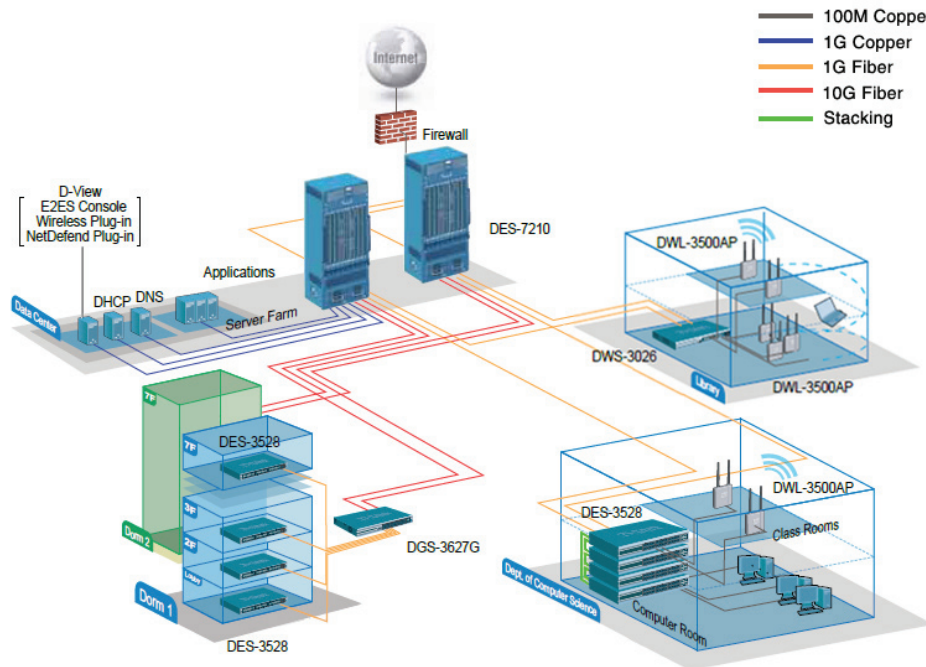 100M Coppe
1G Copper
1G Fiber
10G Fiber
Stacking
Internet
Firewall
D-View
E2ES Console
Wireless Plug-in
NetDefend Plug-in
DES-7210
DWL-3500AP
Applications
DHCP
DNS
Server Farm
Data Center
DWS-3026
Library
DWL-3500AP
7F
7F
DES-3528
3F
2F
Lobby
Dorm 2
Dorm 1
DES-3528
DGS-3627G
DWL-3500AP
DES-3528
Class Rooms
Computer Room
Dept. of Computer Science